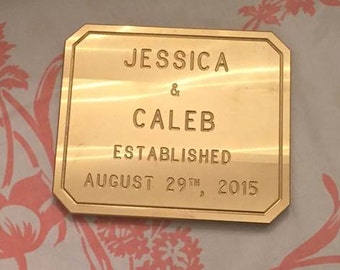 JESSICA
&
CALEB
ESTABLISHED
AUGUST 29TH, 2015